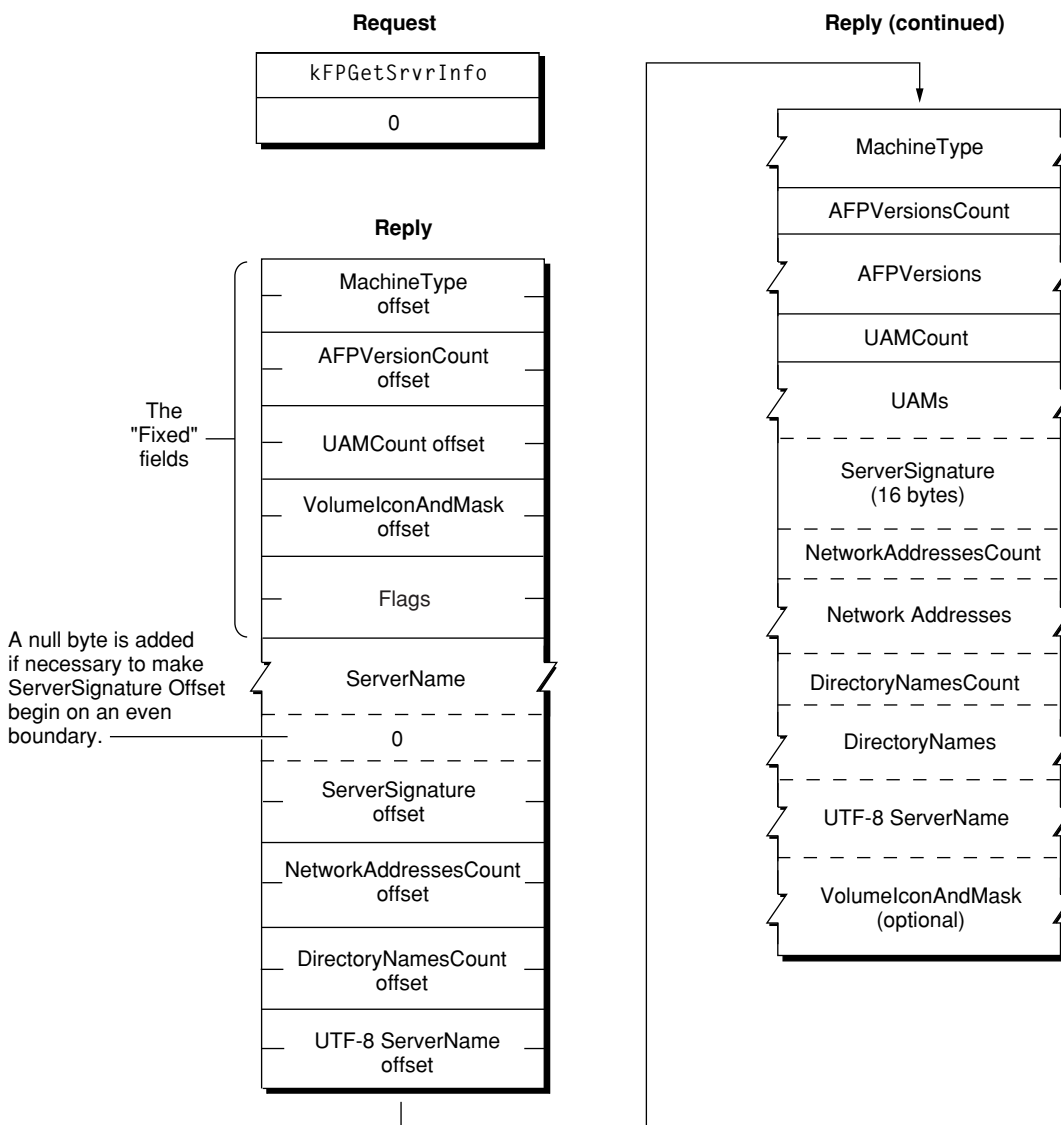 Request
kFPGetSrvrInfo
0
Reply
The
"Fixed"
fields
MachineType
offset
AFPVersionCount
offset
UAMCount offset
VolumeIconAndMask
offset
Flags
A null byte is added
if necessary to make
ServerSignature Offset
begin on an even
boundary.
ServerName
0
ServerSignature
offset
NetworkAddressesCount
offset
DirectoryNamesCount
offset
UTF-8 ServerName
offset
Reply (continued)
MachineType
AFPVersionsCount
AFPVersions
UAMCount
UAMs
ServerSignature
(16 bytes)
NetworkAddressesCount
Network Addresses
DirectoryNamesCount
DirectoryNames
UTF-8 ServerName
VolumeIconAndMask
(optional)